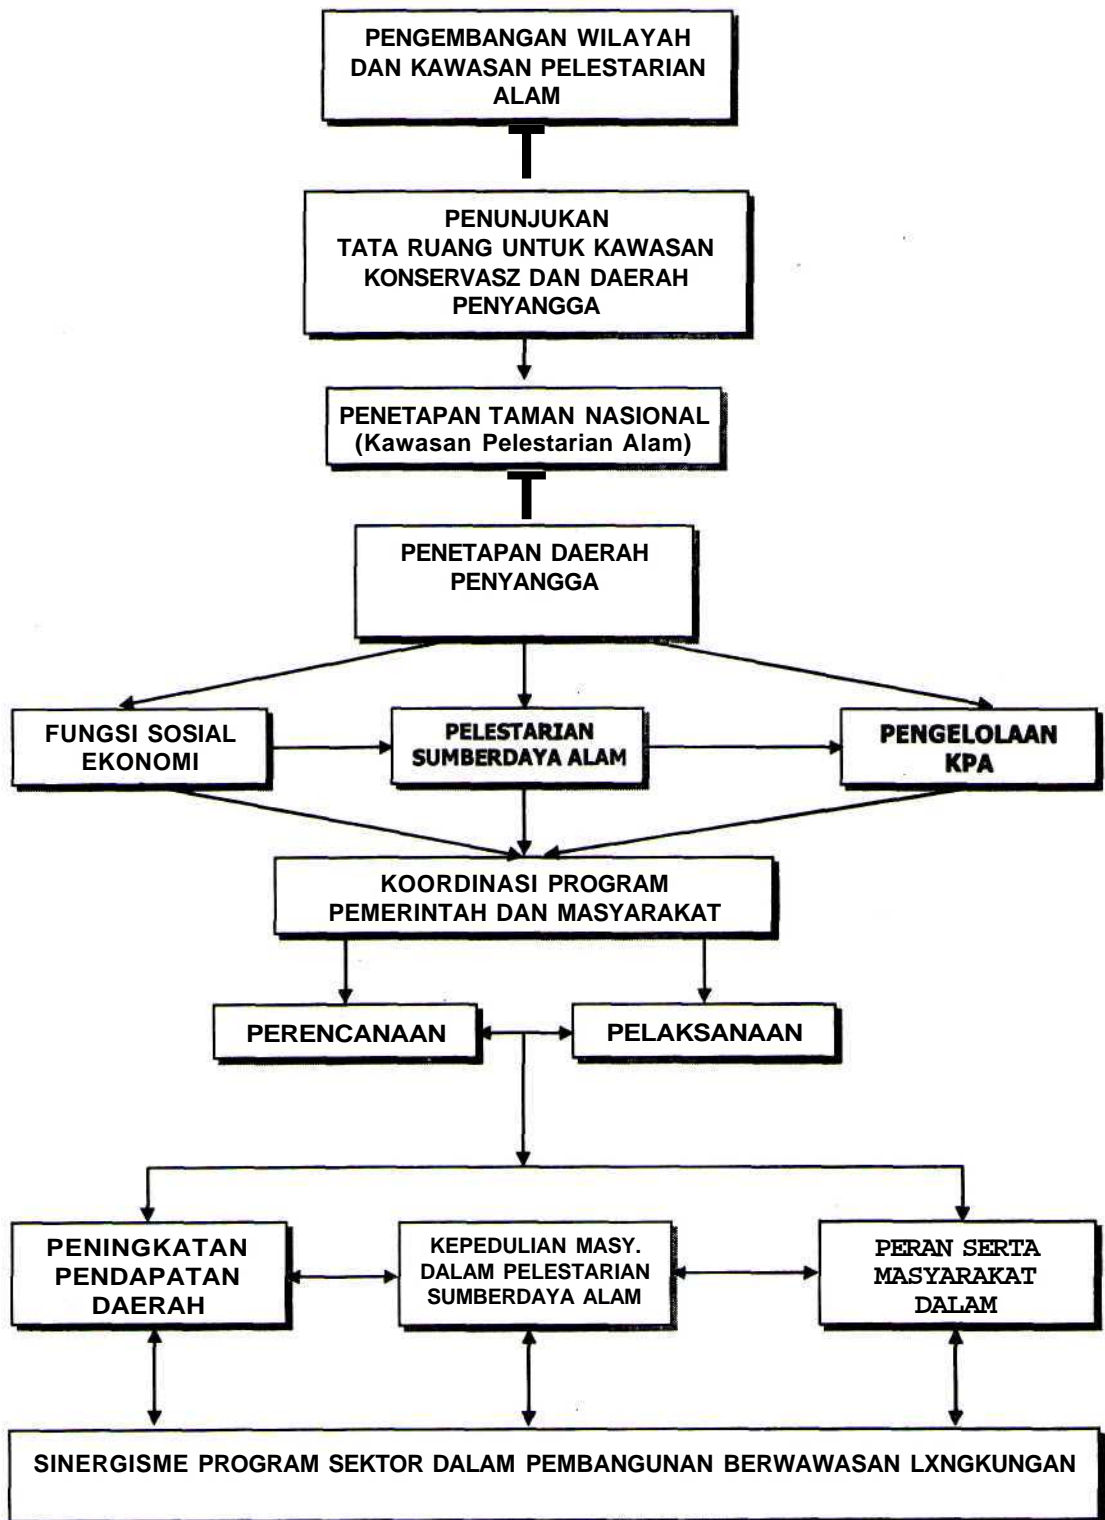 PENGEMBANGAN WILAYAH
DAN KAWASAN PELESTARIAN
ALAM
PENUNJUKAN
TATA RUANG UNTUK KAWASAN
KONSERVASZ DAN DAERAH
PENYANGGA
PENETAPAN TAMAN NASIONAL
(Kawasan Pelestarian Alam)
PENETAPAN DAERAH
PENYANGGA
FUNGSI SOSIAL
EKONOMI
PELESTARIAN
SUMBERDAYA ALAM
PENGELOLAAN
KPA
KOORDINASI PROGRAM
PEMERINTAH DAN MASYARAKAT
PERENCANAAN
PELAKSANAAN
PENINGKATAN
PENDAPATAN
DAERAH
KEPEDULIAN MASY.
DALAM PELESTARIAN
SUMBERDAYA ALAM
PERAN SERTA
MASYARAKAT
DALAM
SINERGISME PROGRAM SEKTOR DALAM PEMBANGUNAN BERWAWASAN LXNGKUNGAN